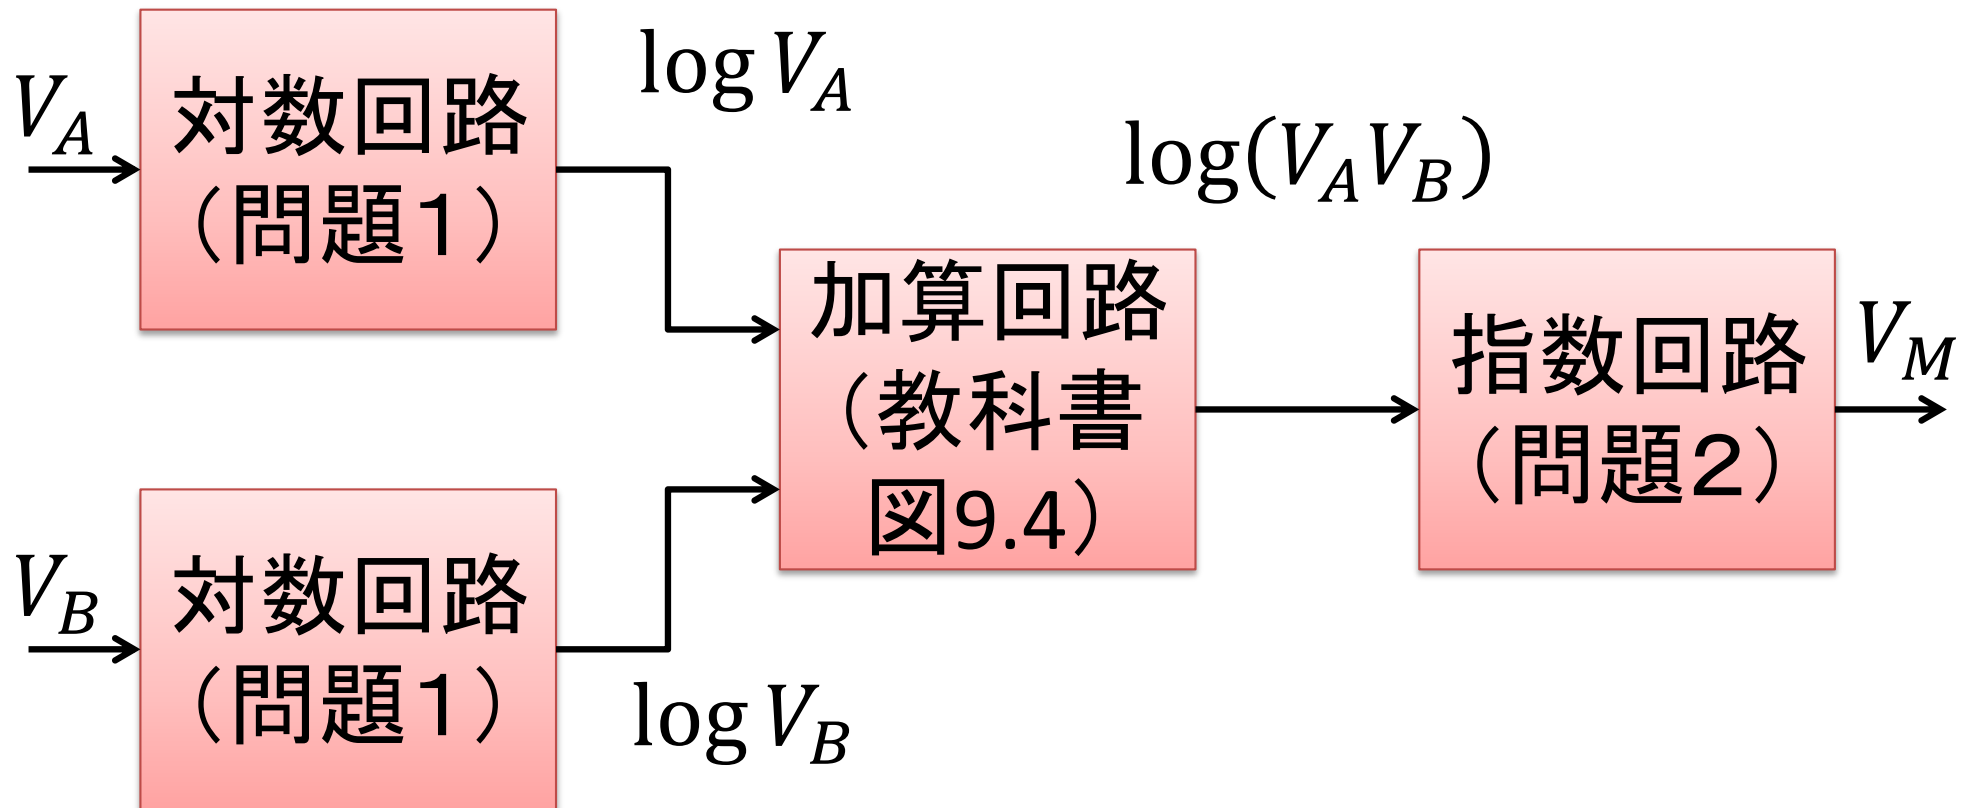 V_A
対数回路
（問題１）
log V_A
V_B
対数回路
（問題１）
log V_B
加算回路
（教科書
図9.4）
log(V_A V_B)
指数回路
（問題２）
V_M